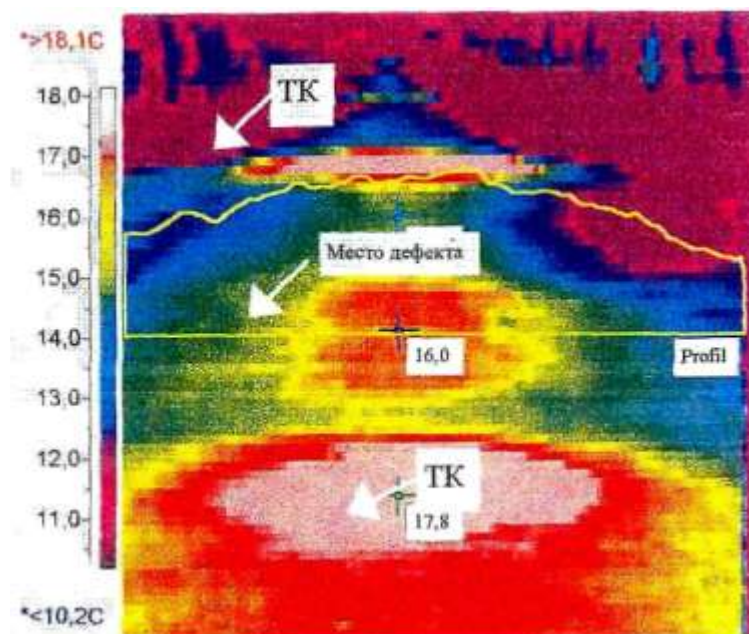 *>18,1C
18,0
17,0
16,0
15,0
14,0
13,0
12,0
11,0
*<10,2C
ТК
Место дефекта
16,0
Profil
ТК
17,8